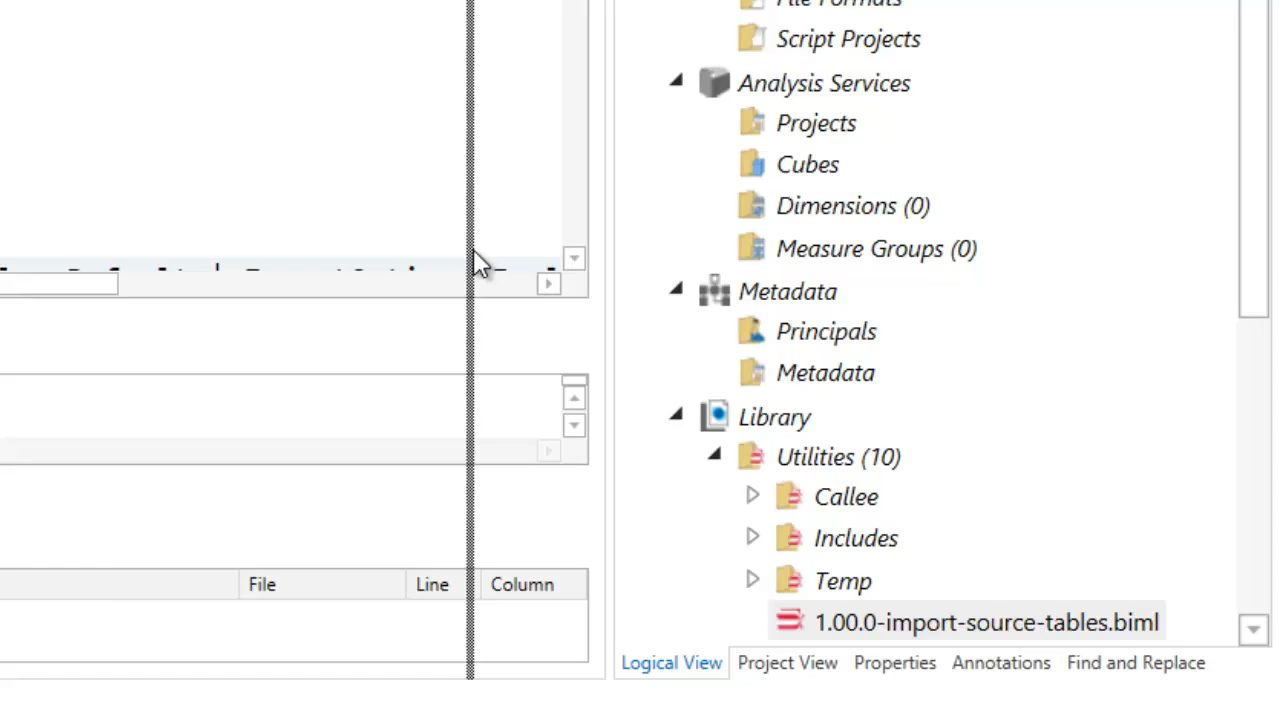 File Formats
Script Projects
Analysis Services
Projects
Cubes
Dimensions (0)
Measure Groups (0)
Metadata
Principals
Metadata
Library
Utilities (10)
Callee
Includes
Temp
1.00.0-import-source-tables.biml
File Line Column
Logical View Project View Properties Annotations Find and Replace